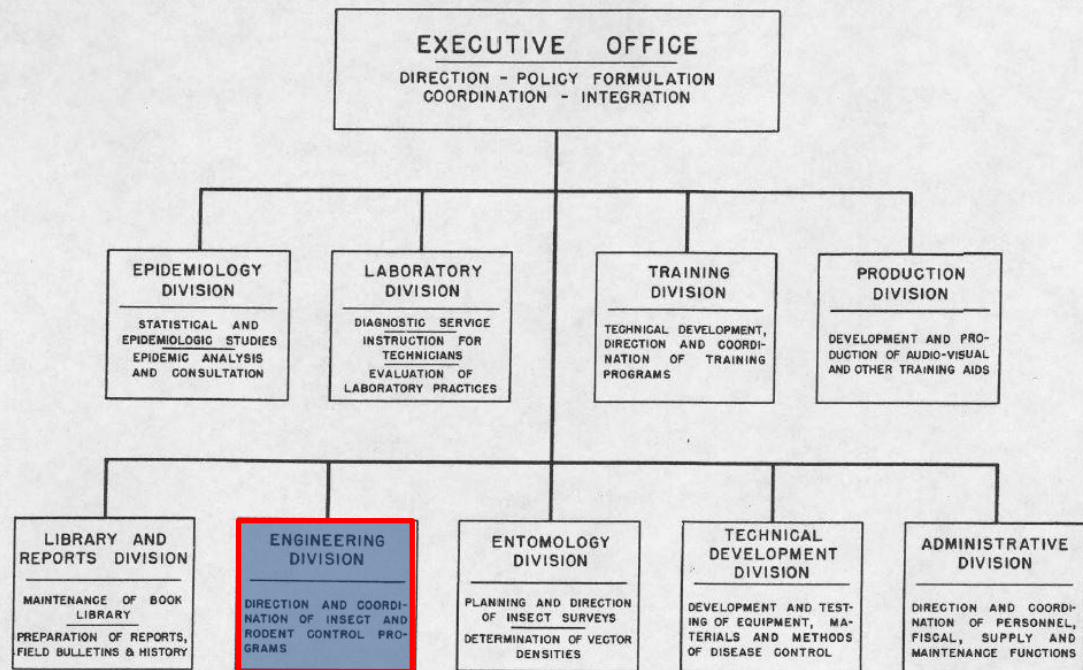 EXECUTIVE OFFICE
DIRECTION - POLICY FORMULATION
COORDINATION - INTEGRATION
EPIDEMIOLOGY
DIVISION
STATISTICAL AND
EPIDEMIOLOGIC STUDIES
EPIDEMIC ANALYSIS
AND CONSULTATION
LABORATORY
DIVISION
DIAGNOSTIC SERVICE
INSTRUCTION FOR
TECHNICIANS
EVALUATION OF
LABORATORY PRACTICES
TRAINING
DIVISION
TECHNICAL DEVELOPMENT,
DIRECTION AND COORDI-
NATION OF TRAINING
PROGRAMS
PRODUCTION
DIVISION
DEVELOPMENT AND PRO-
DUCTION OF AUDIO-VISUAL
AND OTHER TRAINING AIDS
LIBRARY AND
REPORTS DIVISION
MAINTENANCE OF BOOK
LIBRARY
PREPARATION OF REPORTS,
FIELD BULLETINS & HISTORY
ENGINEERING
DIVISION
DIRECTION AND COORDI-
NATION OF INSECT AND
RODENT CONTROL PRO-
GRAMS
ENTOMOLOGY
DIVISION
PLANNING AND DIRECTION
OF INSECT SURVEYS
DETERMINATION OF VECTOR
DENSITIES
TECHNICAL
DEVELOPMENT
DIVISION
DEVELOPMENT AND TEST-
ING OF EQUIPMENT, MA-
TERIALS AND METHODS
OF DISEASE CONTROL
ADMINISTRATIVE
DIVISION
DIRECTION AND COORDI-
NATION OF PERSONNEL,
FISCAL, SUPPLY AND
MAINTENANCE FUNCTIONS